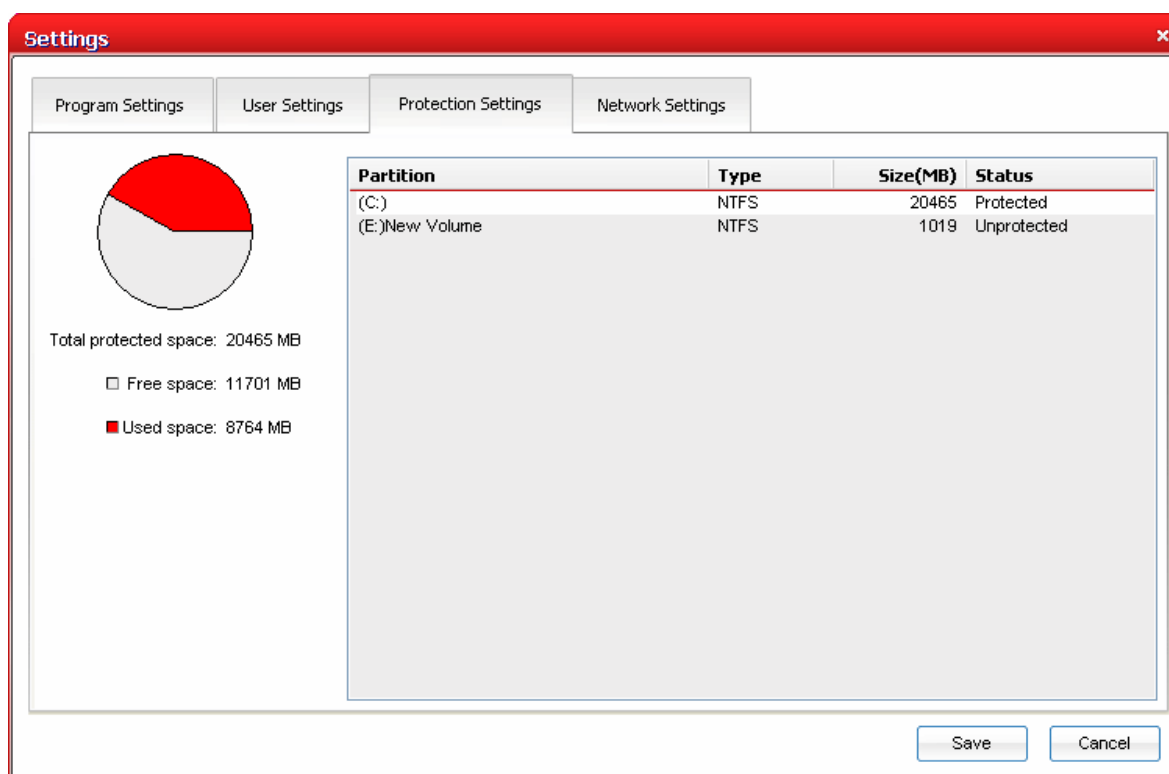 Settings
Program Settings User Settings Protection Settings Network Settings
Partition Type Size(MB) Status
(C:) NTFS 20465 Protected
(E:)New Volume NTFS 1019 Unprotected
Total protected space: 20465 MB
Free space: 11701 MB
Used space: 8764 MB
Save Cancel